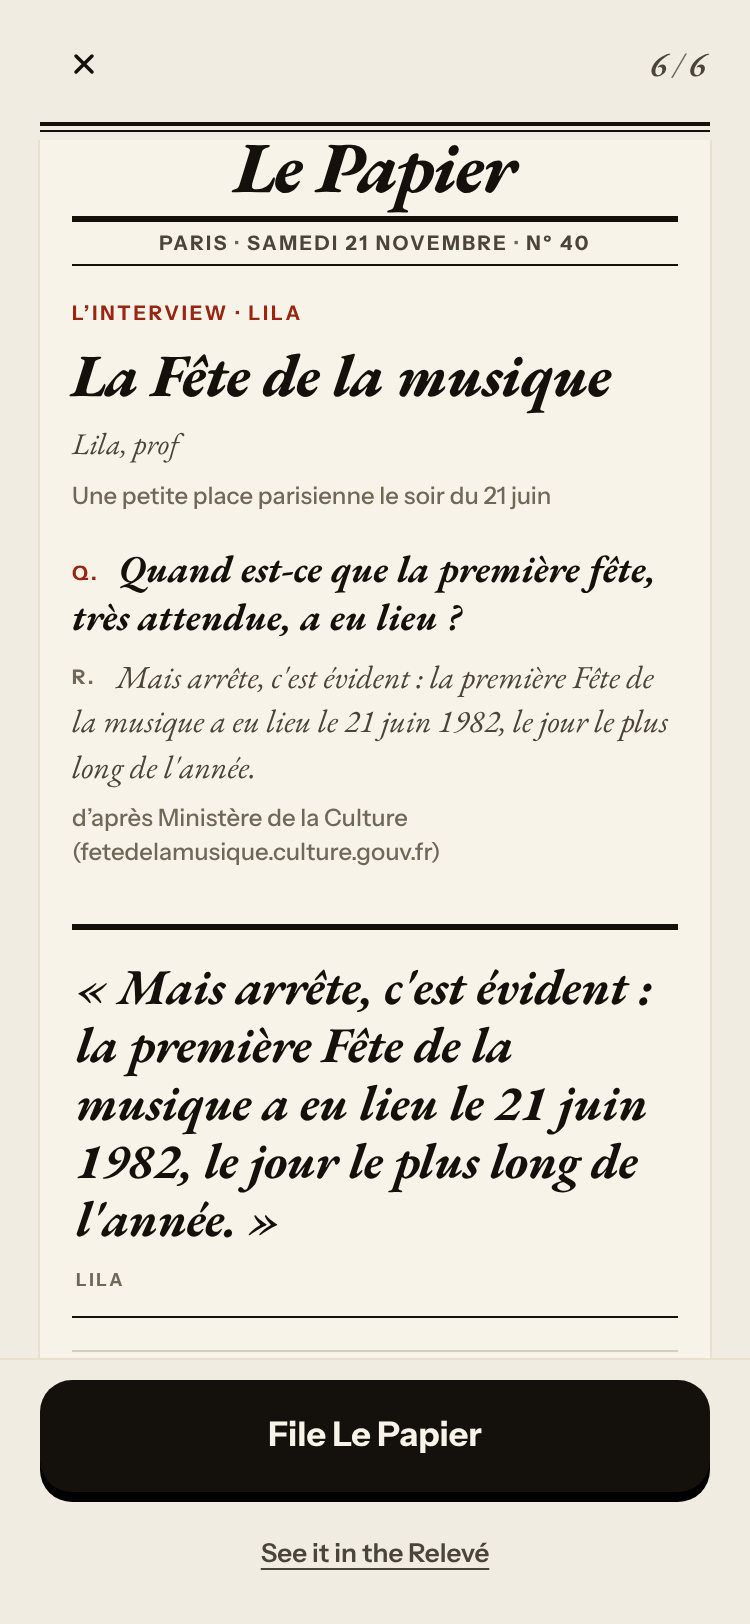 6/6
Le Papier
PARIS · SAMEDI 21 NOVEMBRE · N° 40
L’INTERVIEW · LILA
La Fête de la musique
Lila, prof
Une petite place parisienne le soir du 21 juin
Q. Quand est-ce que la première fête,
très attendue, a eu lieu ?
R. Mais arrête, c'est évident : la première Fête de
la musique a eu lieu le 21 juin 1982, le jour le plus
long de l'année.
d’après Ministère de la Culture
(fetedelamusique.culture.gouv.fr)
« Mais arrête, c'est évident :
la première Fête de la
musique a eu lieu le 21 juin
1982, le jour le plus long de
l'année. »
LILA
File Le Papier
See it in the Relevé